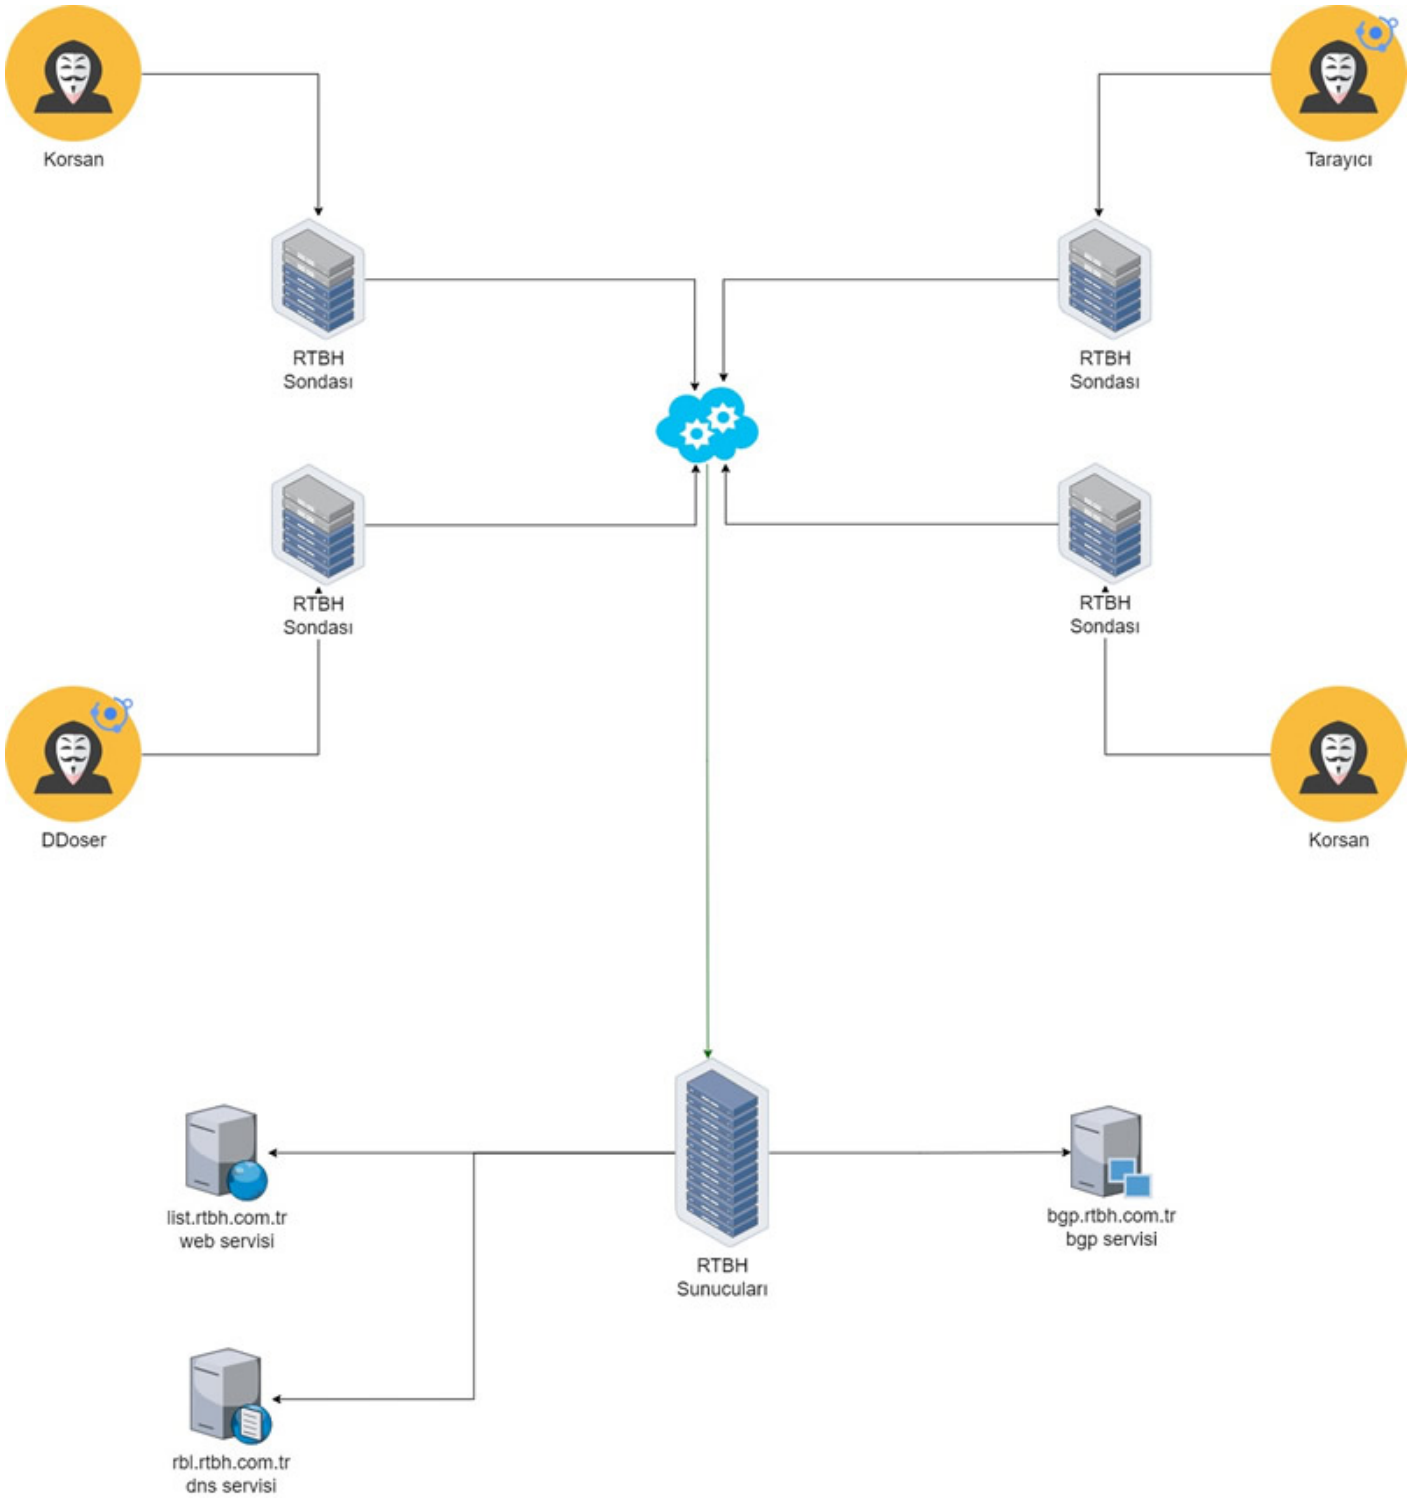 Korsan
Tarayıcı
RTBH
Sondası
RTBH
Sondası
RTBH
Sondası
RTBH
Sondası
DDoser
Korsan
list.rtbh.com.tr
web servisi
RTBH
Sunucuları
bgp.rtbh.com.tr
bgp servisi
rbl.rtbh.com.tr
dns servisi